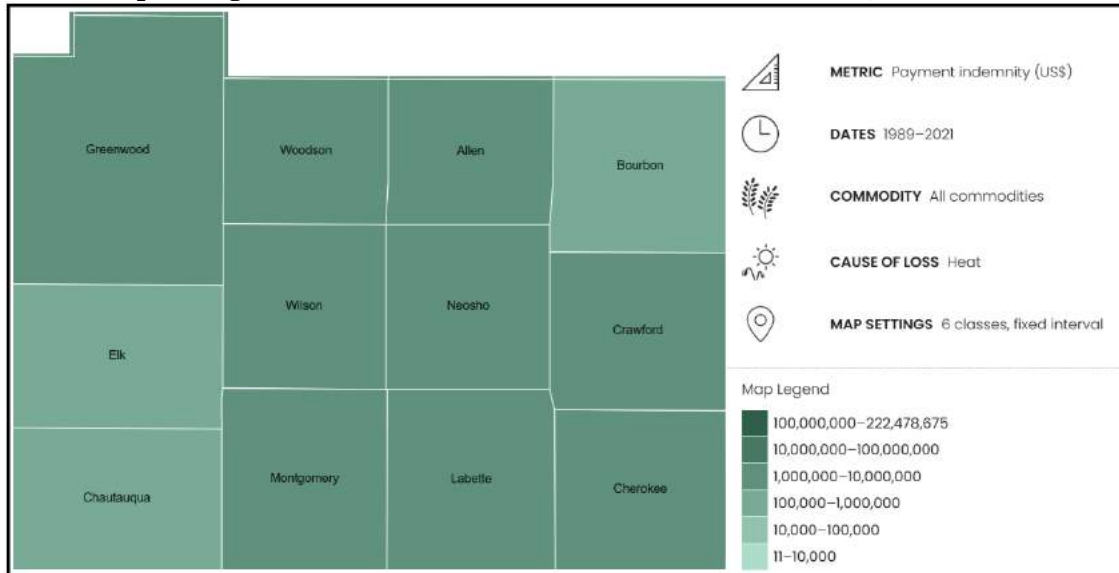 Greenwood
Woodson
Allen
Bourbon
Wilson
Neosho
Crawford
Elk
Chautauqua
Montgomery
Labette
Cherokee
METRIC Payment indemnity (US$)
DATES 1989–2021
COMMODITY All commodities
CAUSE OF LOSS Heat
MAP SETTINGS 6 classes, fixed interval
Map Legend
100,000,000–222,478,675
10,000,000–100,000,000
1,000,000–10,000,000
100,000–1,000,000
10,000–100,000
11–10,000